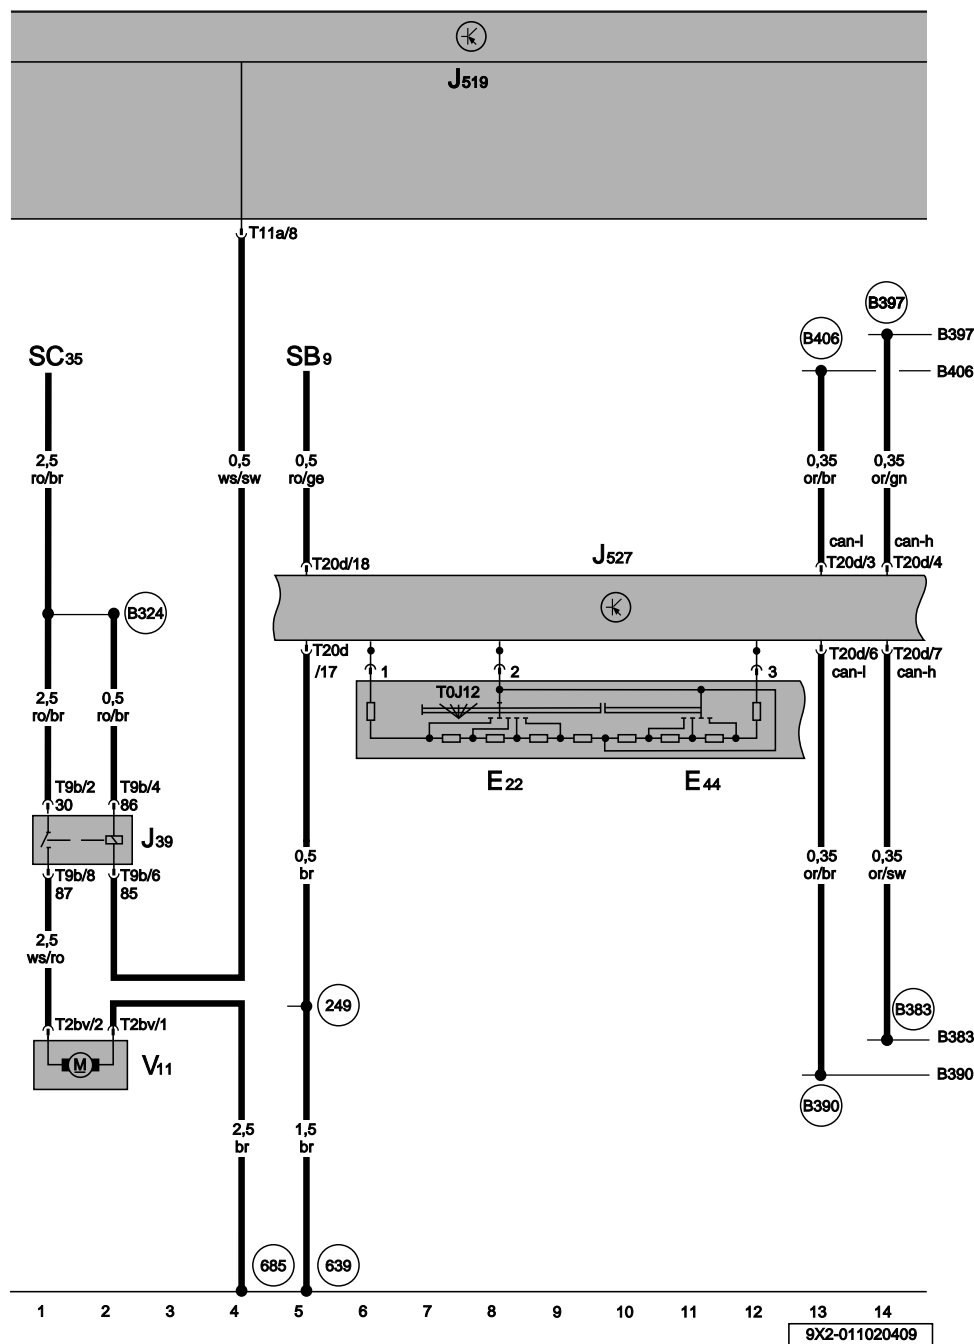 J519
T11a/8
B397
B406
B397
SC35
SB9
B406
2,5
ro/br
0,5
ws/sw
0,5
ro/ge
0,35
or/br
0,35
or/gn
can-l
can-h
T20d/18
J527
T20d/3
T20d/4
B324
T20d
/17
1
2
3
T20d/6
can-l
T20d/7
can-h
2,5
ro/br
0,5
ro/br
T0J12
E22
E44
T9b/2
30
T9b/4
86
J39
T9b/8
87
T9b/6
85
0,5
br
0,35
or/br
0,35
or/sw
2,5
ws/ro
249
B383
T2bv/2
T2bv/1
B383
M
V11
B390
B390
2,5
br
1,5
br
685
639
1 2 3 4 5 6 7 8 9 10 11 12 13 14
9X2-011020409